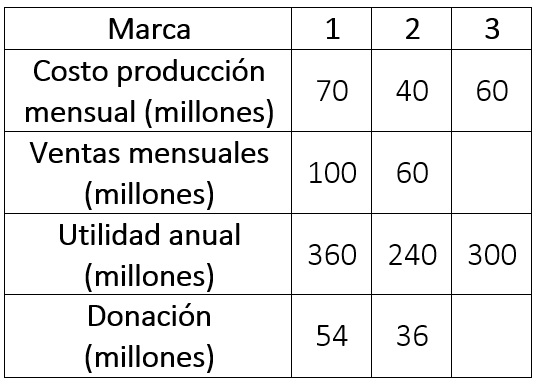 Marca 1 2 3
Costo producción
mensual (millones) 70 40 60
Ventas mensuales
(millones) 100 60
Utilidad anual
(millones) 360 240 300
Donación
(millones) 54 36